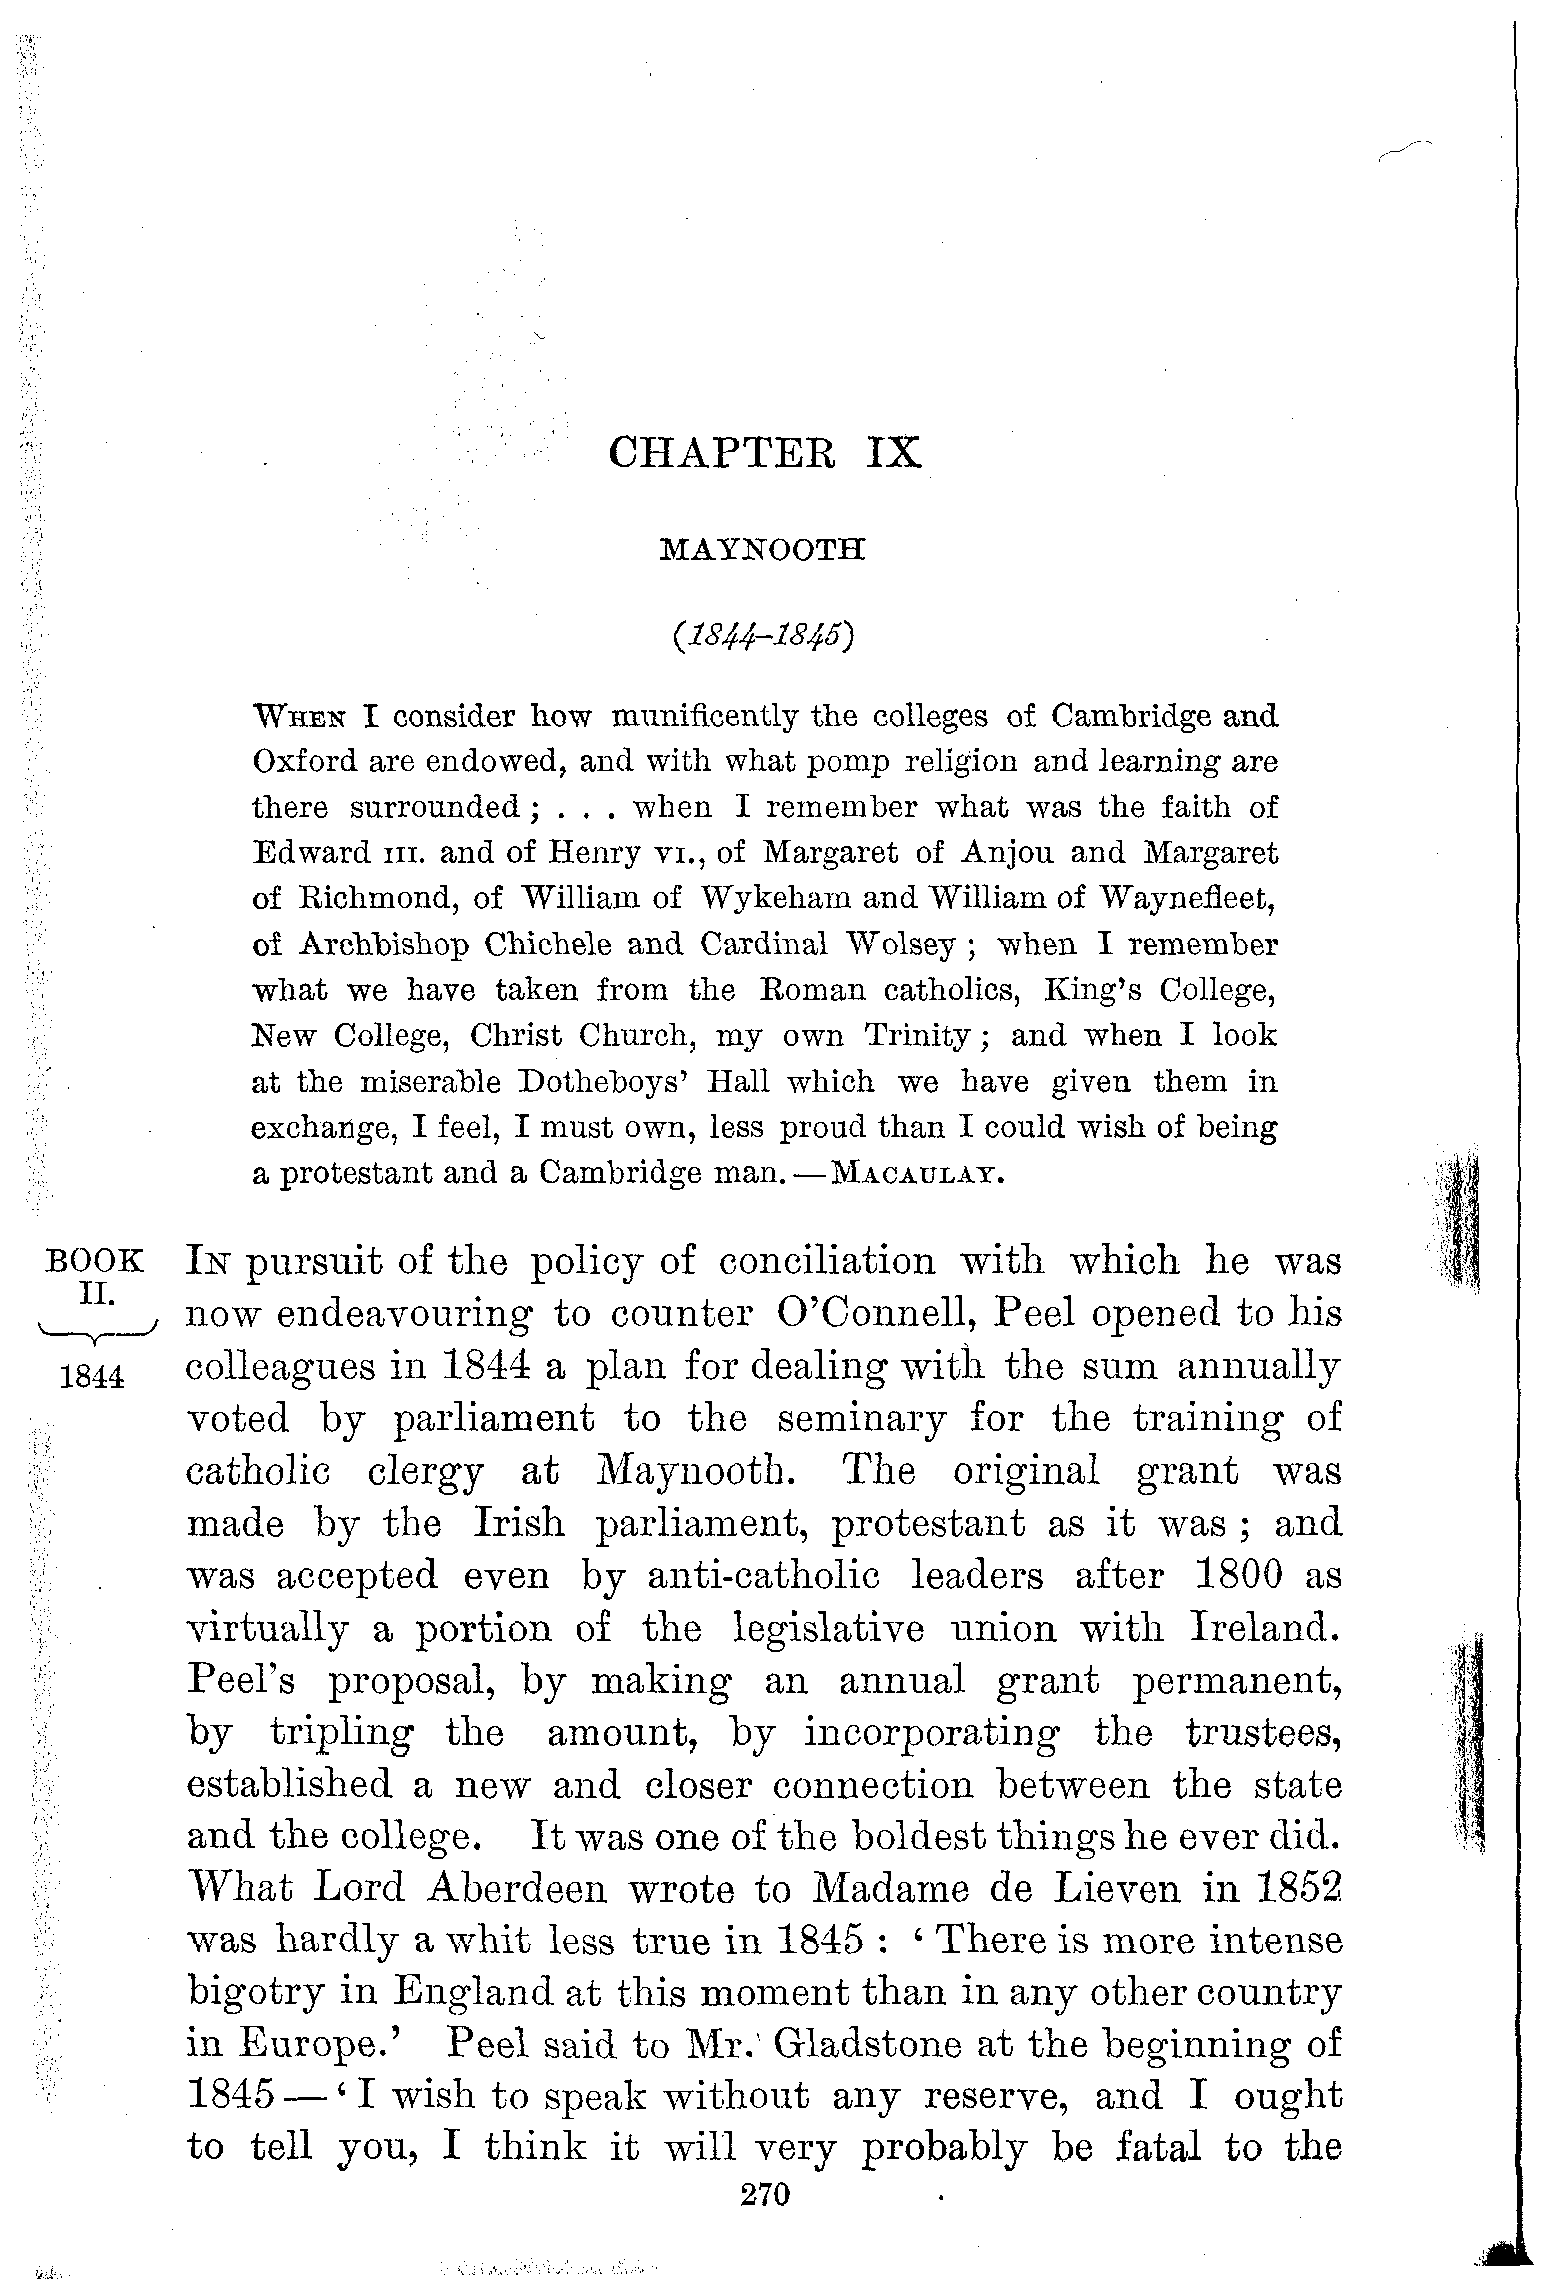 CHAPTER IX
MAYNOOTH
(1844–1845)
WHEN I consider how munificently the colleges of Cambridge and
Oxford are endowed, and with what pomp religion and learning are
there surrounded ; . . . when I remember what was the faith of
Edward III. and of Henry VI., of Margaret of Anjou and Margaret
of Richmond, of William of Wykeham and William of Waynefleet,
of Archbishop Chichele and Cardinal Wolsey ; when I remember
what we have taken from the Roman catholics, King's College,
New College, Christ Church, my own Trinity ; and when I look
at the miserable Dotheboys' Hall which we have given them in
exchange, I feel, I must own, less proud than I could wish of being
a protestant and a Cambridge man.—MACAULAY.
BOOK
II.
1844
IN pursuit of the policy of conciliation with which he was
now endeavouring to counter O'Connell, Peel opened to his
colleagues in 1844 a plan for dealing with the sum annually
voted by parliament to the seminary for the training of
catholic clergy at Maynooth. The original grant was
made by the Irish parliament, protestant as it was ; and
was accepted even by anti-catholic leaders after 1800 as
virtually a portion of the legislative union with Ireland.
Peel's proposal, by making an annual grant permanent,
by tripling the amount, by incorporating the trustees,
established a new and closer connection between the state
and the college. It was one of the boldest things he ever did.
What Lord Aberdeen wrote to Madame de Lieven in 1852
was hardly a whit less true in 1845 : ‘ There is more intense
bigotry in England at this moment than in any other country
in Europe.’ Peel said to Mr. Gladstone at the beginning of
1845—‘ I wish to speak without any reserve, and I ought
to tell you, I think it will very probably be fatal to the
270